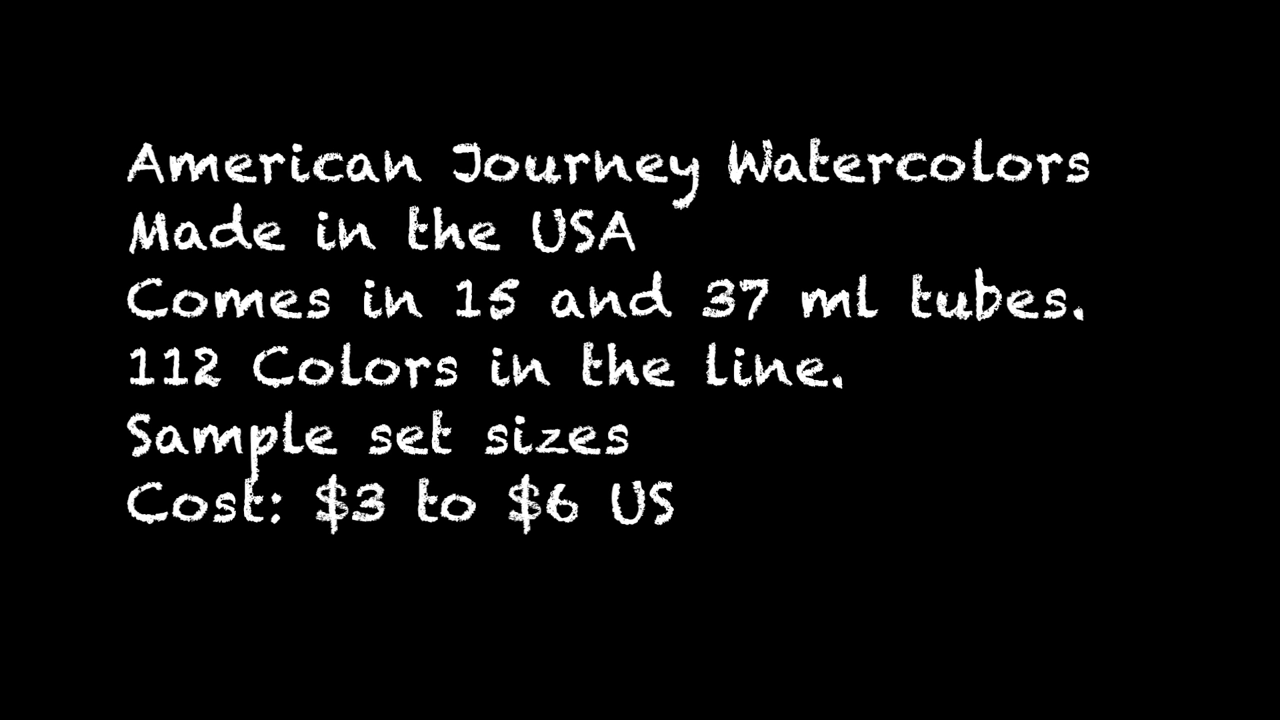 American Journey Watercolors
Made in the USA
Comes in 15 and 37 ml tubes.
112 Colors in the line.
Sample set sizes
Cost: $3 to $6 US